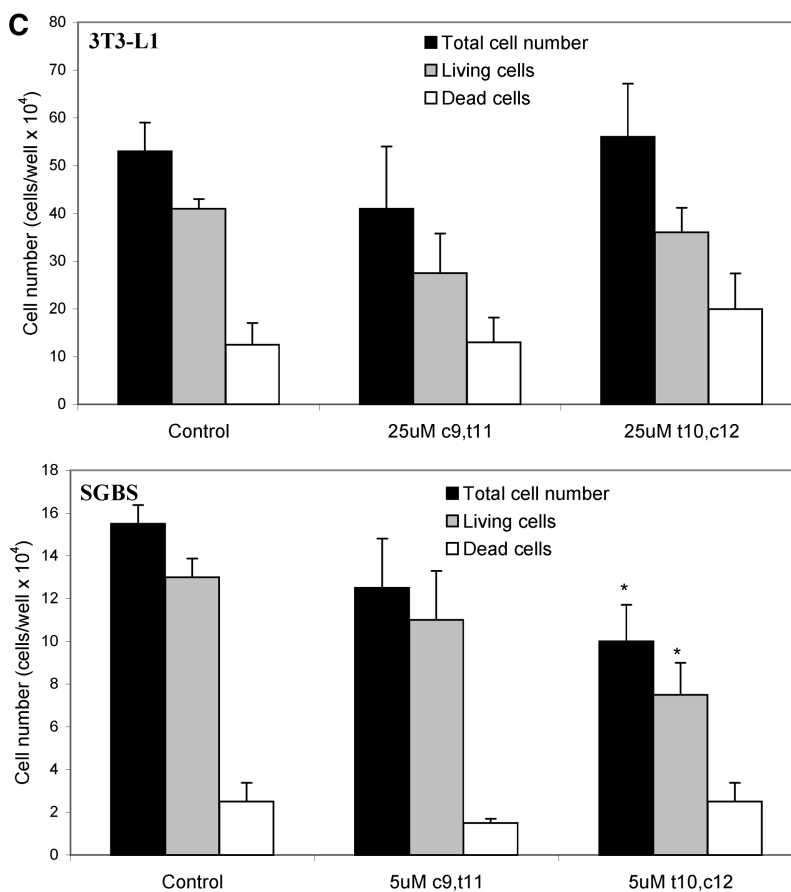 C
3T3-L1
Total cell number
Living cells
Dead cells
Cell number (cells/well x 10⁴)
80
70
60
50
40
30
20
10
0
Control 25uM c9,t11 25uM t10,c12
SGBS
Total cell number
Living cells
Dead cells
Cell number (cells/well x 10⁴)
18
16
14
12
10
8
6
4
2
0
*
*
Control 5uM c9,t11 5uM t10,c12